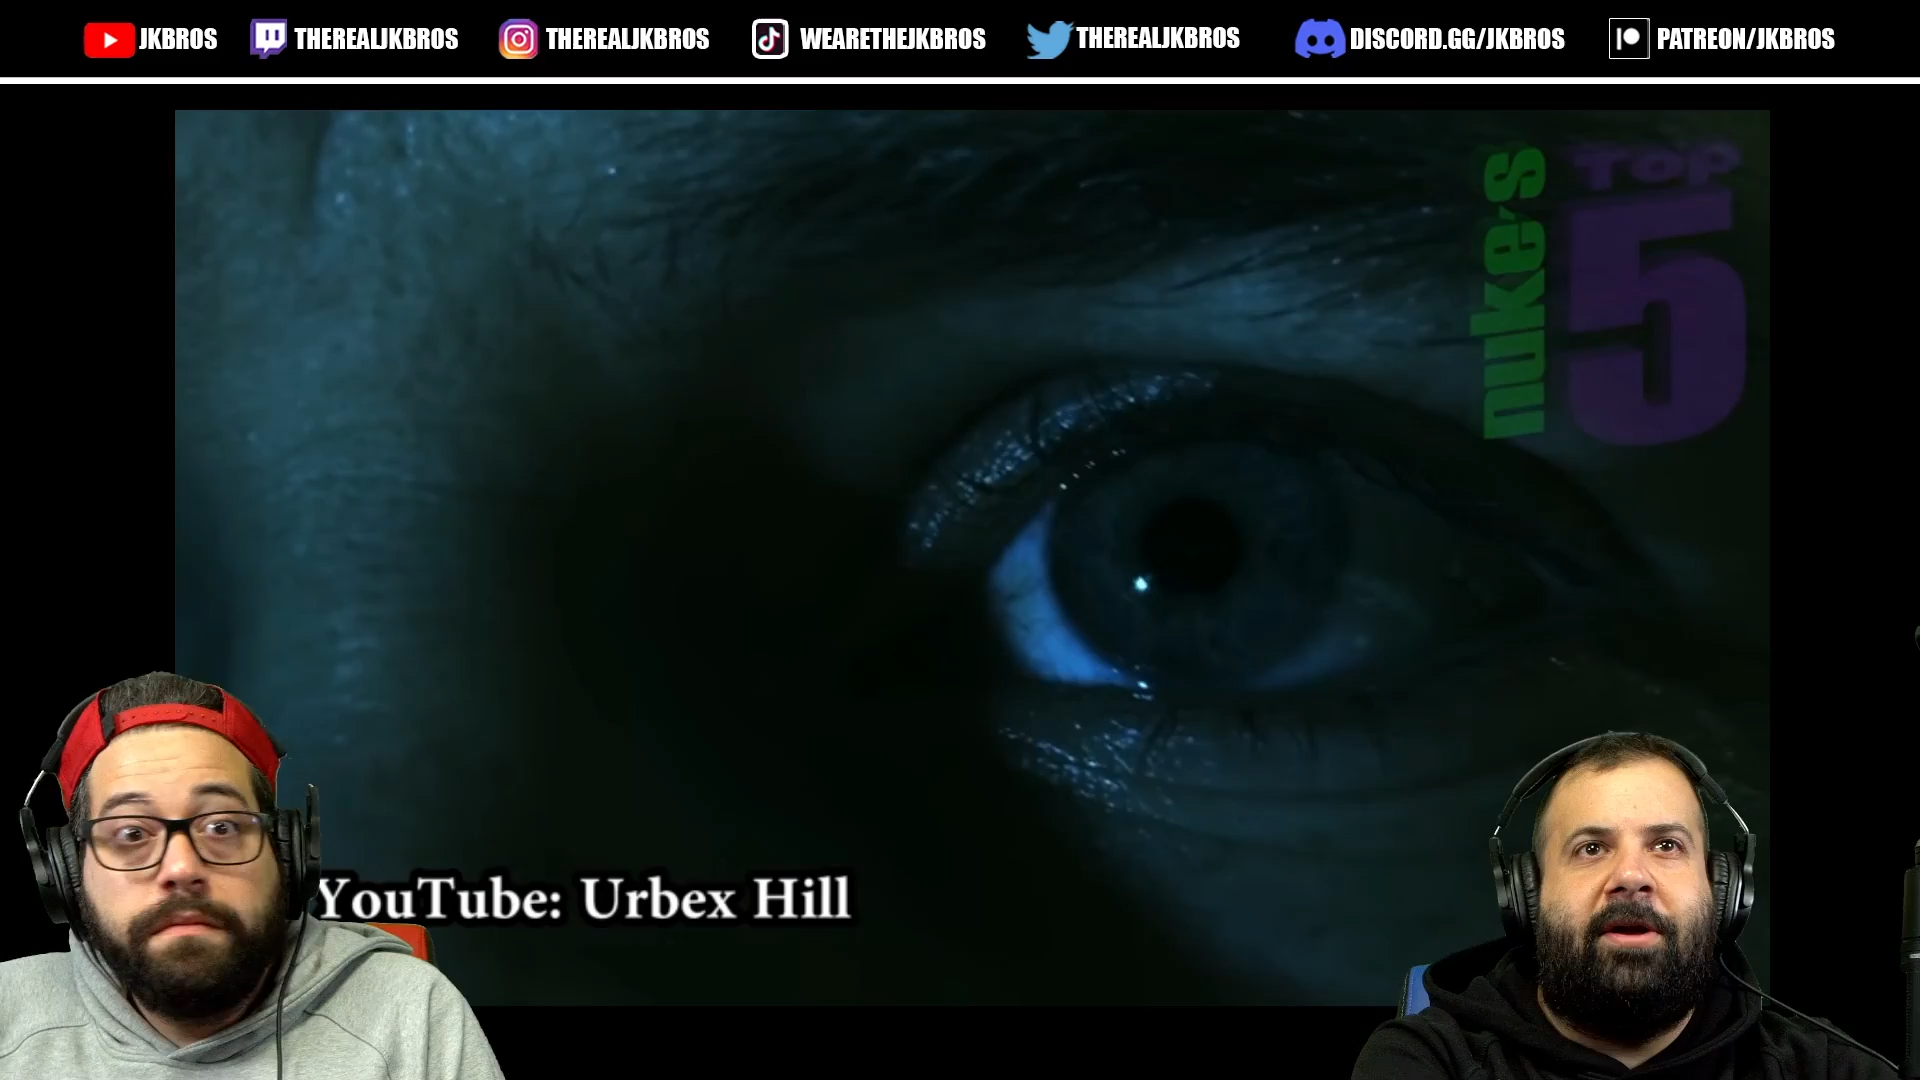 JKBROS THEREALJKBROS THEREALJKBROS WEARETHEJKBROS THEREALJKBROS DISCORD.GG/JKBROS PATREON/JKBROS
nuke's
Top
5
YouTube: Urbex Hill